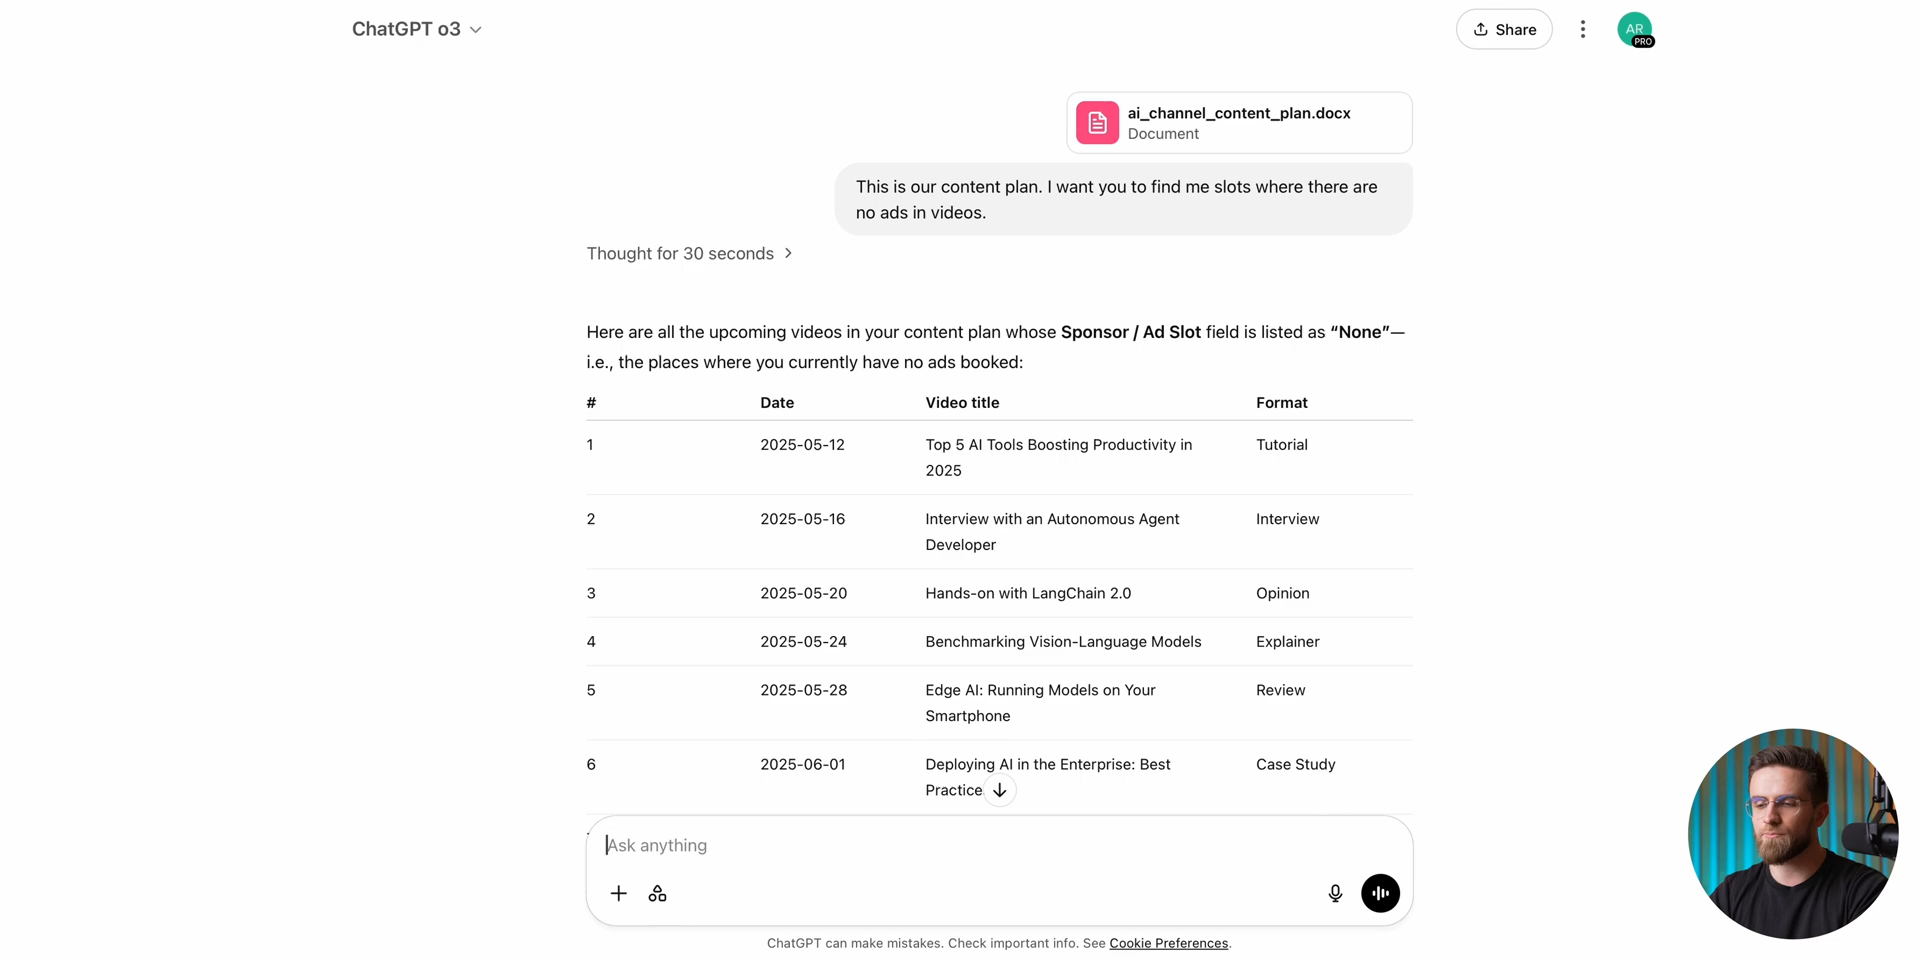 ChatGPT o3
Share
AR
PRO
ai_channel_content_plan.docx
Document
This is our content plan. I want you to find me slots where there are
no ads in videos.
Thought for 30 seconds
Here are all the upcoming videos in your content plan whose Sponsor / Ad Slot field is listed as “None”—
i.e., the places where you currently have no ads booked:
# Date Video title Format
1 2025-05-12 Top 5 AI Tools Boosting Productivity in Tutorial
2025
2 2025-05-16 Interview with an Autonomous Agent Interview
Developer
3 2025-05-20 Hands-on with LangChain 2.0 Opinion
4 2025-05-24 Benchmarking Vision-Language Models Explainer
5 2025-05-28 Edge AI: Running Models on Your Review
Smartphone
6 2025-06-01 Deploying AI in the Enterprise: Best Case Study
Practice
Ask anything
ChatGPT can make mistakes. Check important info. See Cookie Preferences.